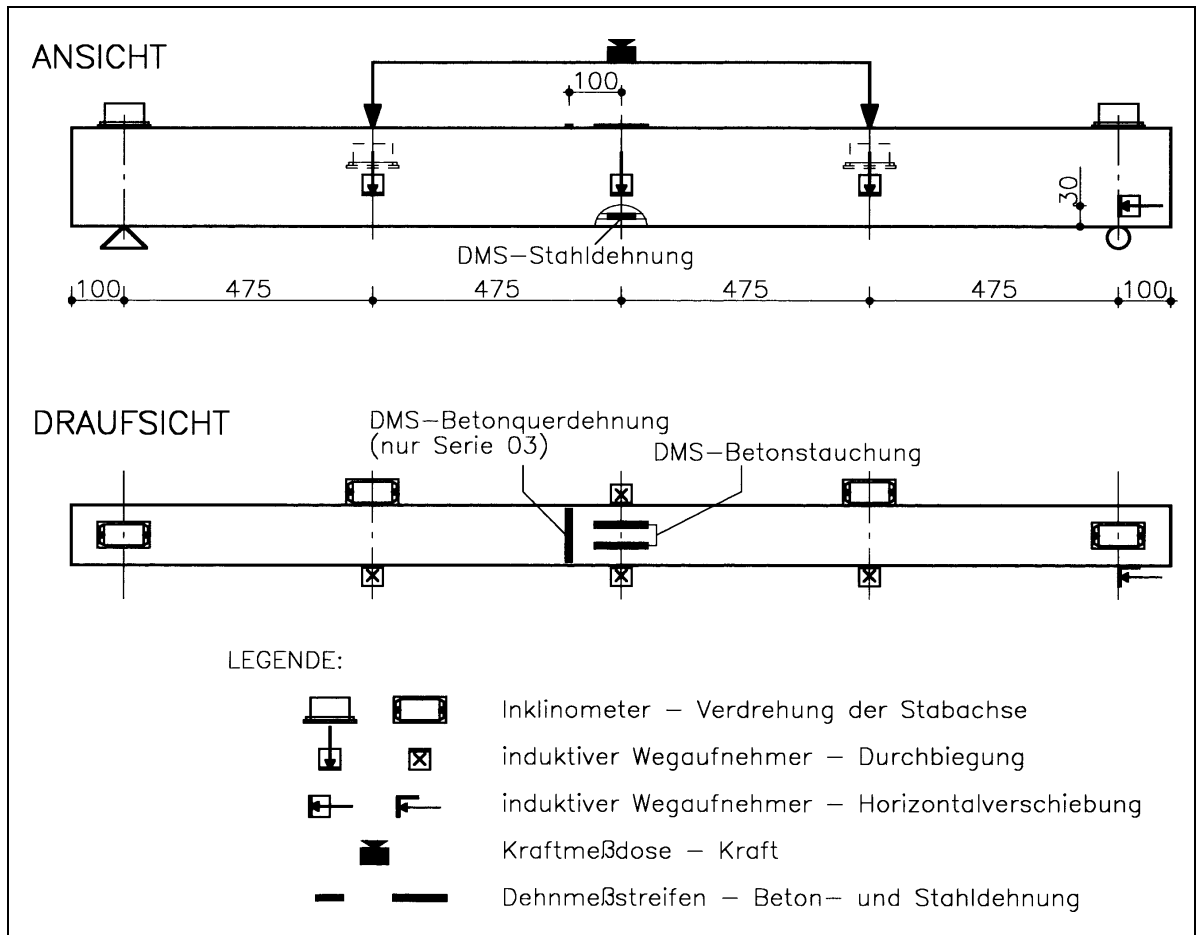 ANSICHT
100
30
DMS-Stahldehnung
100 475 475 475 475 100
DRAUFSICHT
DMS-Betonquerdehnung
(nur Serie 03)
DMS-Betonstauchung
LEGENDE:
Inklinometer - Verdrehung der Stabachse
induktiver Wegaufnehmer - Durchbiegung
induktiver Wegaufnehmer - Horizontalverschiebung
Kraftmeßdose - Kraft
Dehnmeßstreifen - Beton- und Stahldehnung